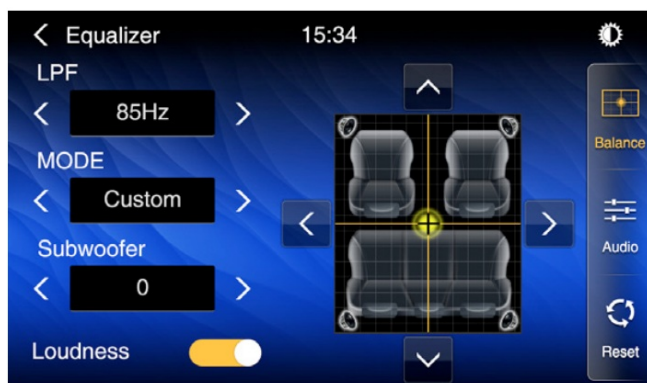 Equalizer
15:34
LPF
85Hz
MODE
Custom
Subwoofer
0
Loudness
Balance
Audio
Reset